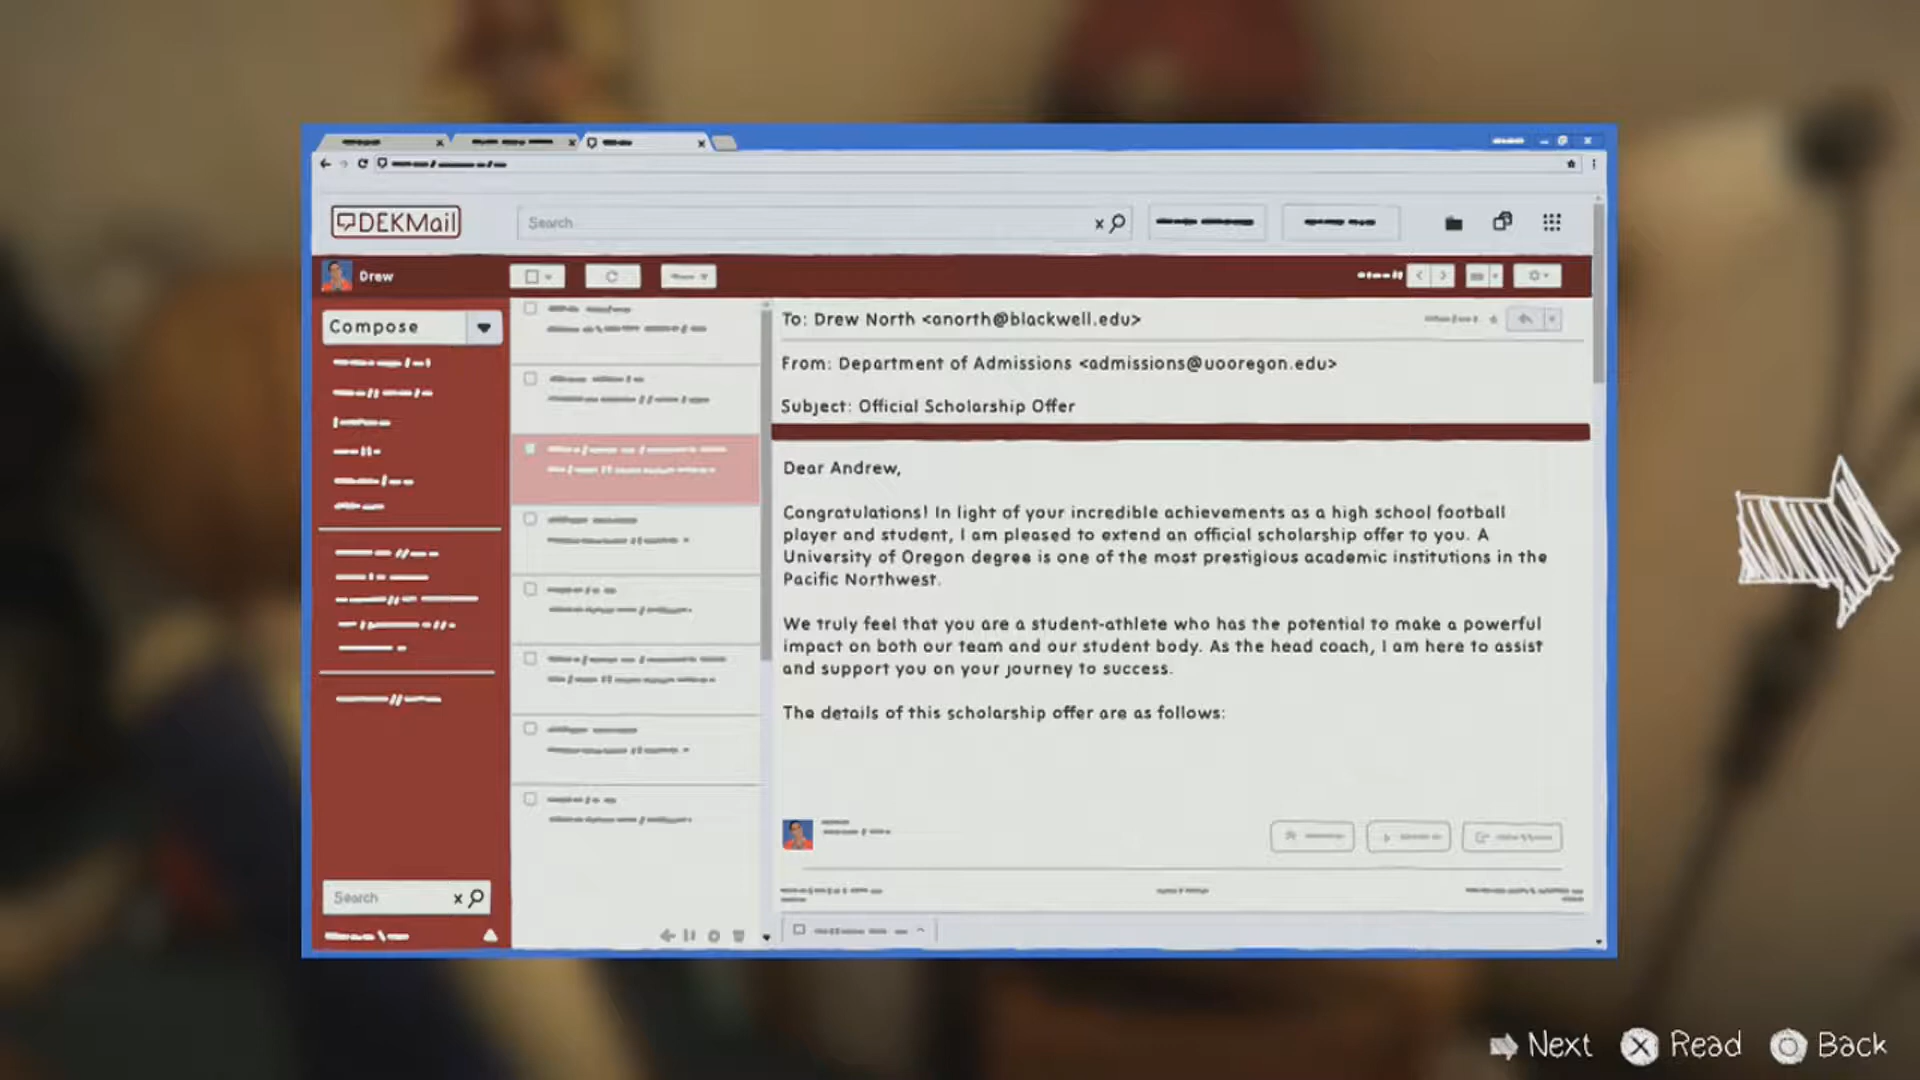 DEKMail
Search
Drew
Compose
To: Drew North <anorth@blackwell.edu>
From: Department of Admissions <admissions@uooregon.edu>
Subject: Official Scholarship Offer
Dear Andrew,
Congratulations! In light of your incredible achievements as a high school football
player and student, I am pleased to extend an official scholarship offer to you. A
University of Oregon degree is one of the most prestigious academic institutions in the
Pacific Northwest.
We truly feel that you are a student-athlete who has the potential to make a powerful
impact on both our team and our student body. As the head coach, I am here to assist
and support you on your journey to success.
The details of this scholarship offer are as follows:
Search
Next Read Back